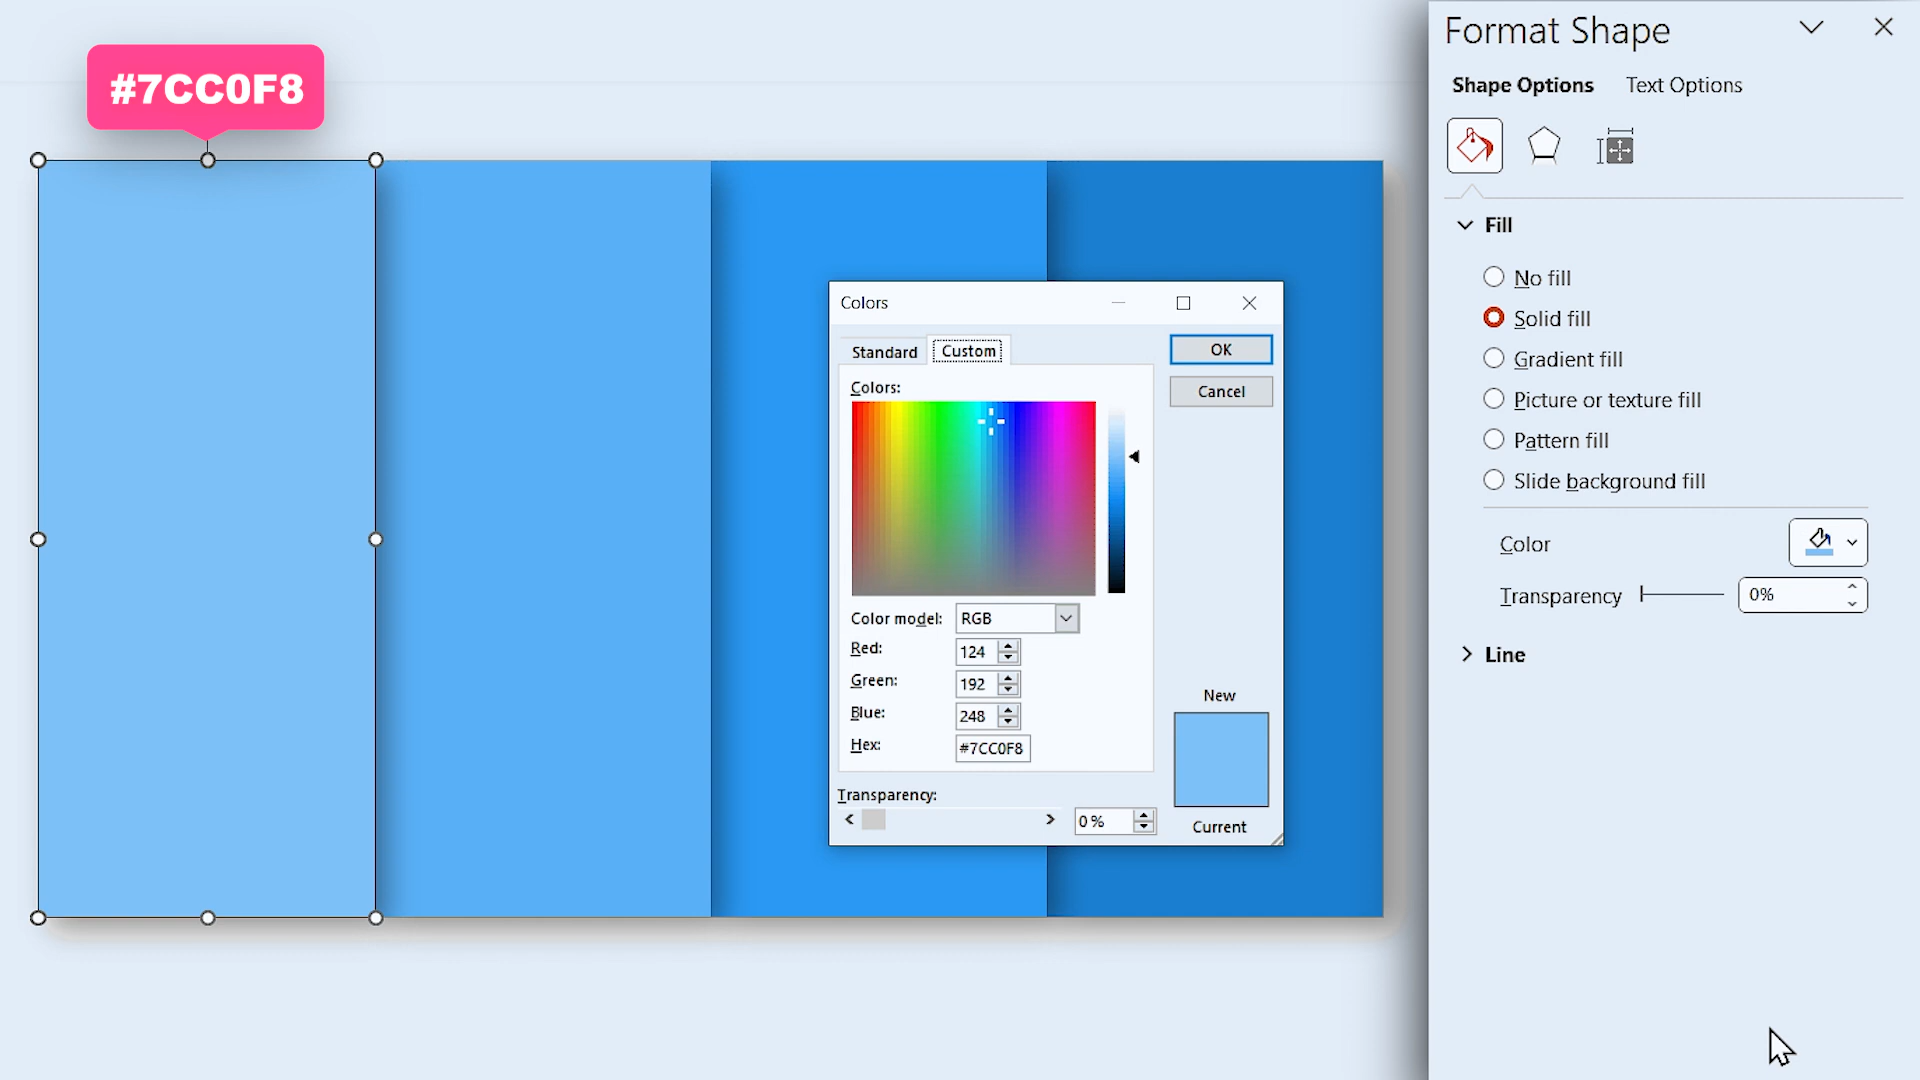 #7CC0F8
Format Shape
Shape Options Text Options
Fill
No fill
Solid fill
Gradient fill
Picture or texture fill
Pattern fill
Slide background fill
Color
Transparency 0%
Line
Colors
Standard Custom
OK
Cancel
Colors:
Color model: RGB
Red: 124
Green: 192
Blue: 248
Hex: #7CC0F8
Transparency:
0 %
New
Current